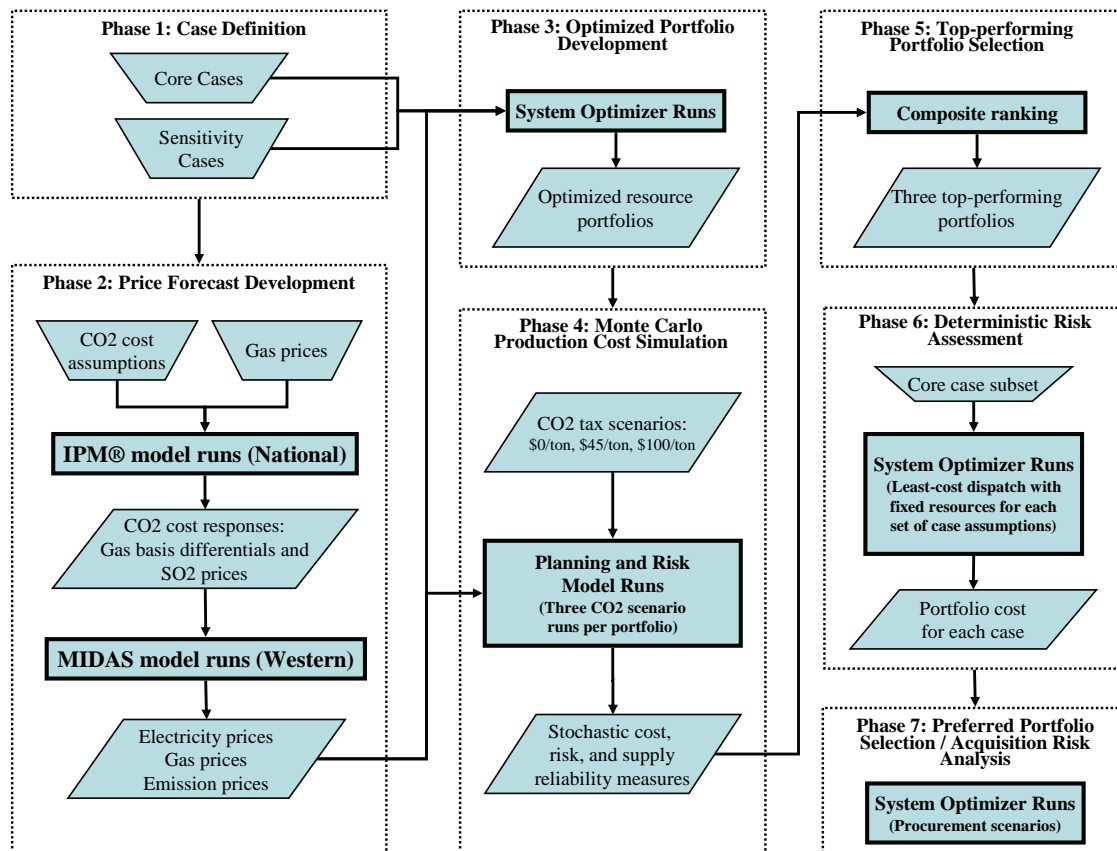 Phase 1: Case Definition
Core Cases
Sensitivity
Cases
Phase 2: Price Forecast Development
CO2 cost
assumptions
Gas prices
IPM® model runs (National)
CO2 cost responses:
Gas basis differentials and
SO2 prices
MIDAS model runs (Western)
Electricity prices
Gas prices
Emission prices
Phase 3: Optimized Portfolio
Development
System Optimizer Runs
Optimized resource
portfolios
Phase 4: Monte Carlo
Production Cost Simulation
CO2 tax scenarios:
$0/ton, $45/ton, $100/ton
Planning and Risk
Model Runs
(Three CO2 scenario
runs per portfolio)
Stochastic cost,
risk, and supply
reliability measures
Phase 5: Top-performing
Portfolio Selection
Composite ranking
Three top-performing
portfolios
Phase 6: Deterministic Risk
Assessment
Core case subset
System Optimizer Runs
(Least-cost dispatch with
fixed resources for each
set of case assumptions)
Portfolio cost
for each case
Phase 7: Preferred Portfolio
Selection / Acquisition Risk
Analysis
System Optimizer Runs
(Procurement scenarios)